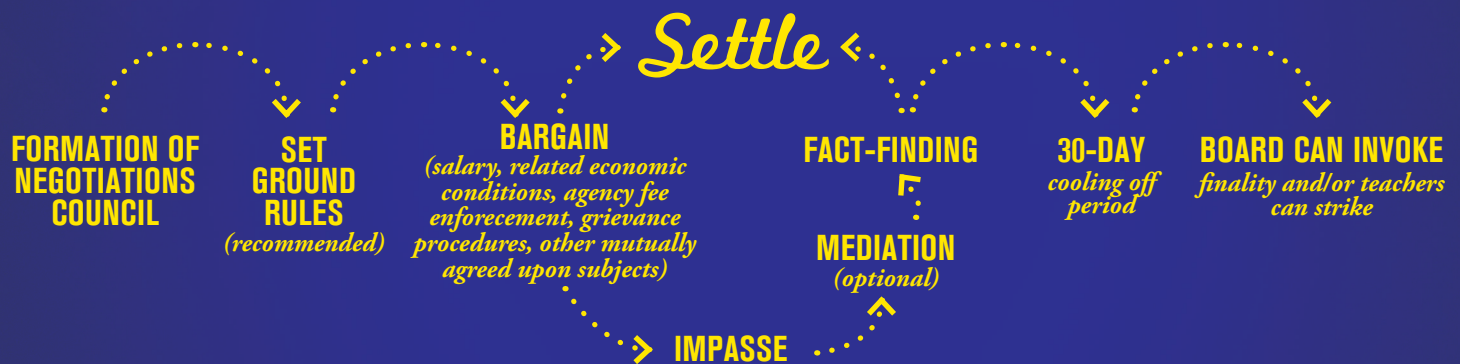 Settle
FORMATION OF
NEGOTIATIONS
COUNCIL
SET
GROUND
RULES
(recommended)
BARGAIN
(salary, related economic
conditions, agency fee
enforecement, grievance
procedures, other mutually
agreed upon subjects)
IMPASSE
MEDIATION
(optional)
FACT-FINDING
30-DAY
cooling off
period
BOARD CAN INVOKE
finality and/or teachers
can strike